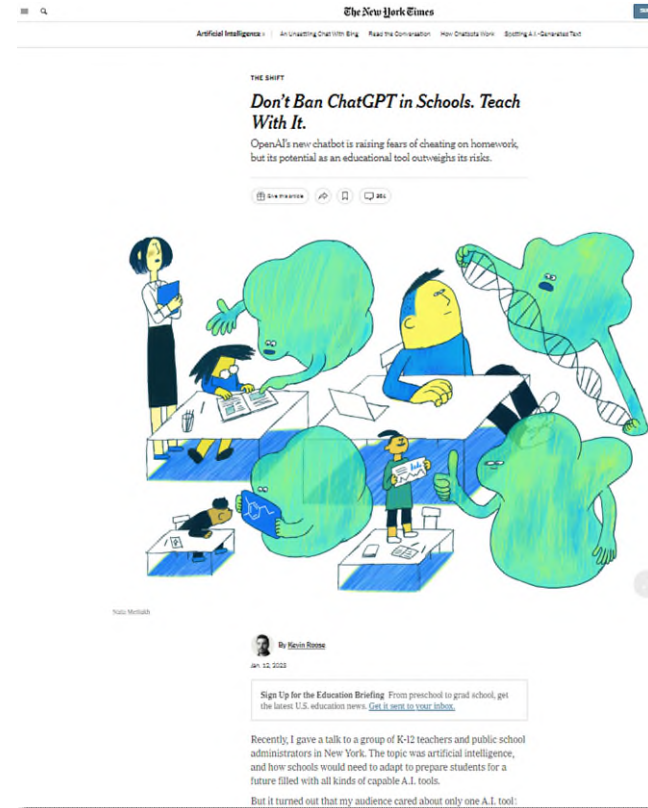 The New York Times
Artificial Intelligence › An Unsettling Chat With Bing Read the Conversation How Chatbots Work Spotting A.I.-Generated Text
THE SHIFT
Don't Ban ChatGPT in Schools. Teach
With It.
OpenAI's new chatbot is raising fears of cheating on homework,
but its potential as an educational tool outweighs its risks.
Give this article
By Kevin Roose
Jan. 12, 2023
Sign Up for the Education Briefing From preschool to grad school, get
the latest U.S. education news. Get it sent to your inbox.
Recently, I gave a talk to a group of K-12 teachers and public school
administrators in New York. The topic was artificial intelligence,
and how schools would need to adapt to prepare students for a
future filled with all kinds of capable A.I. tools.
But it turned out that my audience cared about only one A.I. tool: